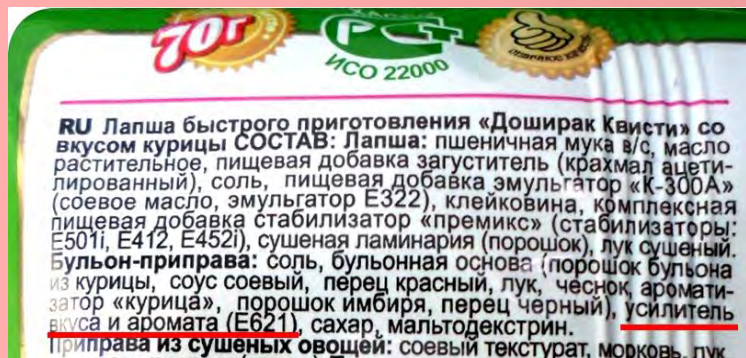 70г
РСТ
ИСО 22000
RU Лапша быстрого приготовления «Доширак Квисти» со
вкусом курицы СОСТАВ: Лапша: пшеничная мука в/с, масло
растительное, пищевая добавка загуститель (крахмал ацети-
лированный), соль, пищевая добавка эмульгатор «К-300А»
(соевое масло, эмульгатор Е322), клейковина, комплексная
пищевая добавка стабилизатор «премикс» (стабилизаторы:
Е501i, Е412, Е452i), сушеная ламинария (порошок), лук сушеный.
Бульон-приправа: соль, бульонная основа (порошок бульона
из курицы, соус соевый, перец красный, лук, чеснок, аромати-
затор «курица», порошок имбиря, перец черный), усилитель
вкуса и аромата (Е621), сахар, мальтодекстрин.
Приправа из сушеных овощей: соевый текстурат, морковь, лук